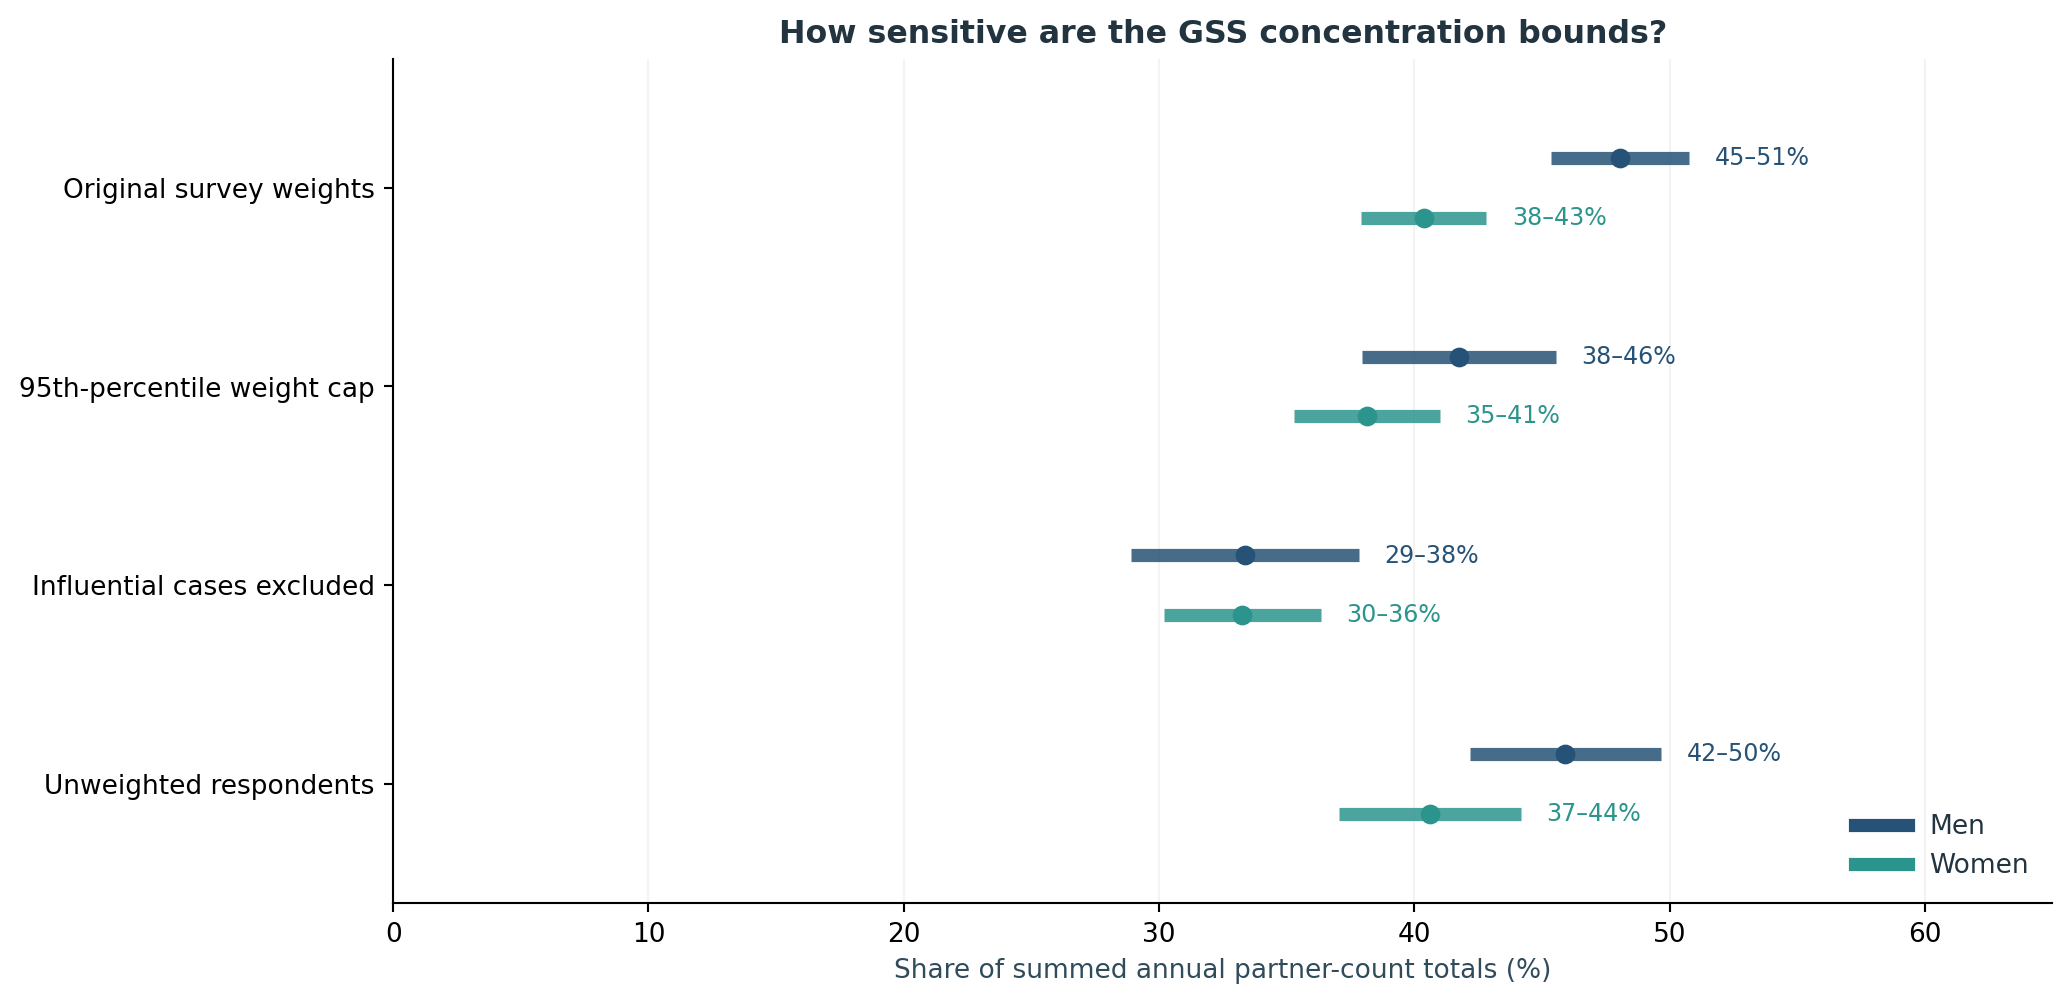 How sensitive are the GSS concentration bounds?
Original survey weights
45–51%
38–43%
95th-percentile weight cap
38–46%
35–41%
Influential cases excluded
29–38%
30–36%
Unweighted respondents
42–50%
37–44%
Men
Women
0 10 20 30 40 50 60
Share of summed annual partner-count totals (%)